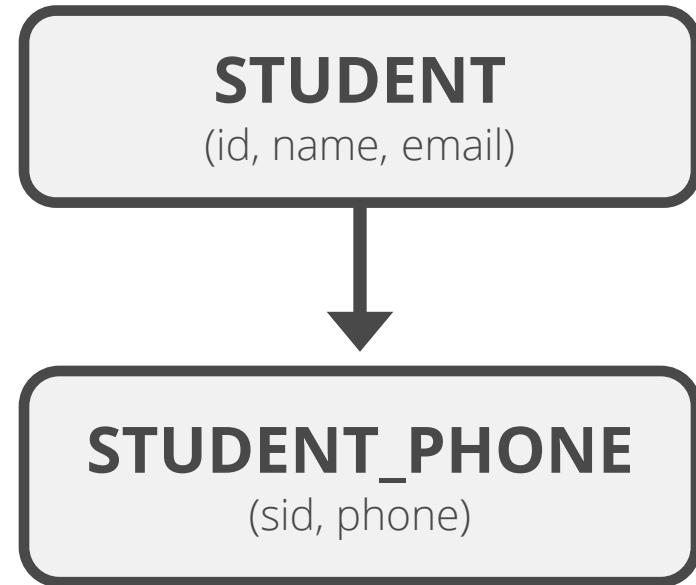 STUDENT
(id, name, email)
STUDENT_PHONE
(sid, phone)